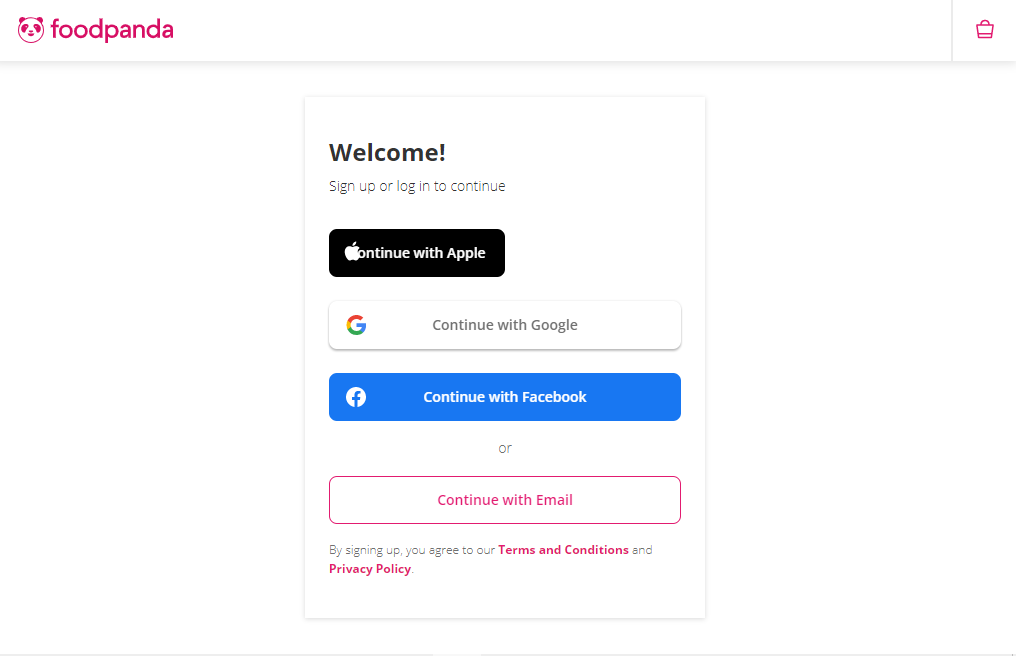 foodpanda
Welcome!
Sign up or log in to continue
ontinue with Apple
Continue with Google
Continue with Facebook
or
Continue with Email
By signing up, you agree to our Terms and Conditions and
Privacy Policy.